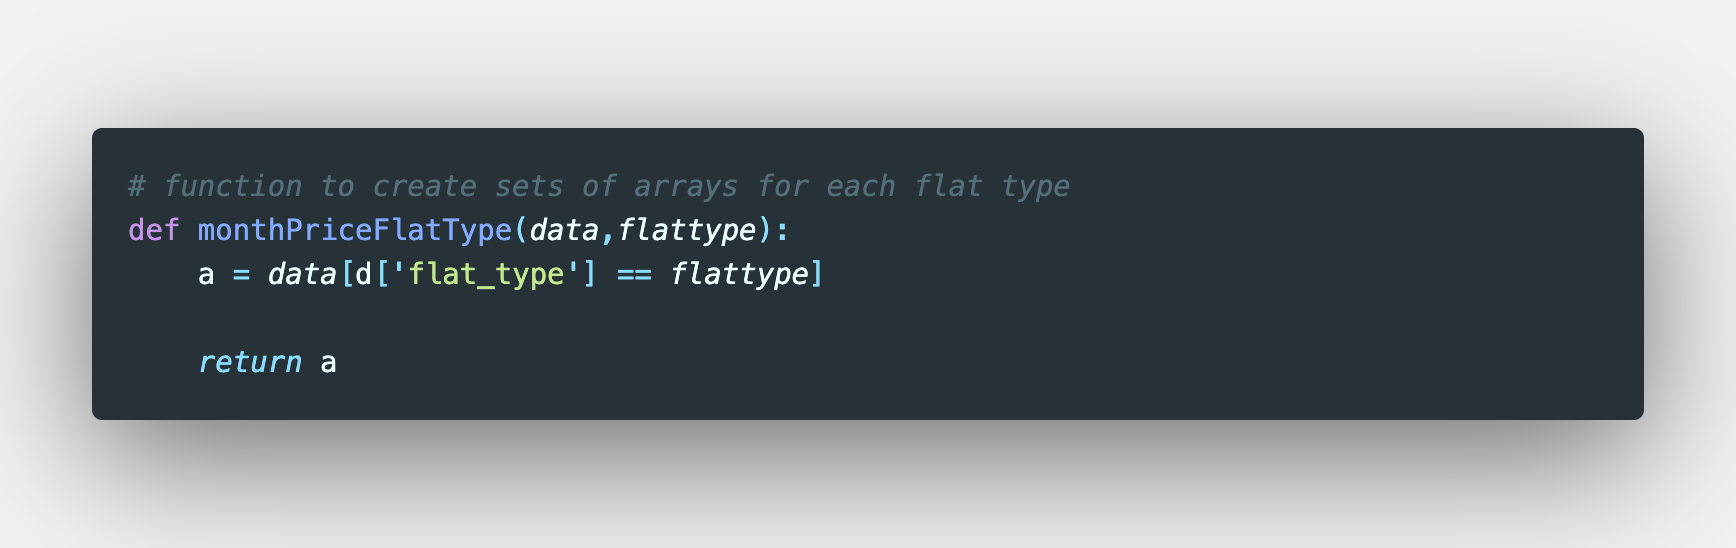 # function to create sets of arrays for each flat type
def monthPriceFlatType(data,flattype):
    a = data[d['flat_type'] == flattype]

    return a